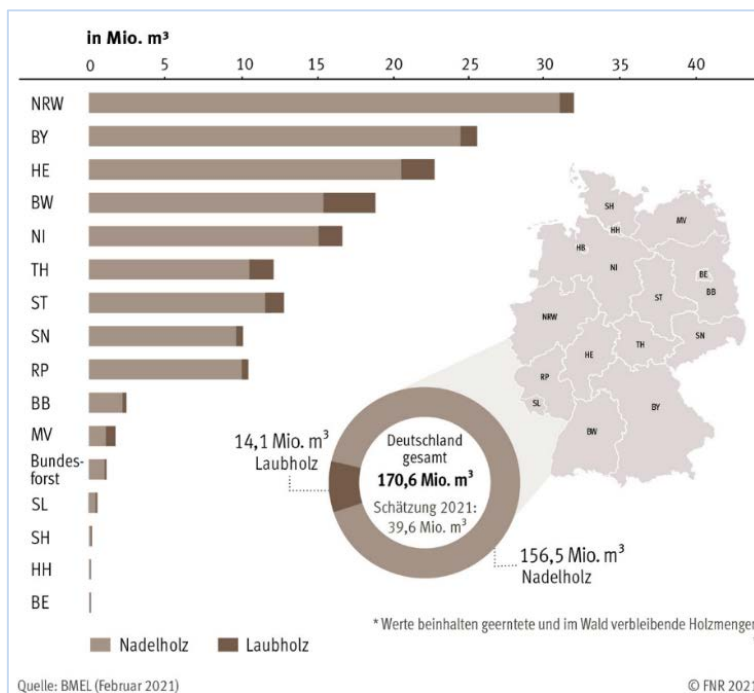 in Mio. m³
0 5 10 15 20 25 30 35 40
NRW
BY
HE
BW
NI
TH
ST
SN
RP
BB
MV
Bundes-
forst
SL
SH
HH
BE
SH
MV
HH
HB
NI
BE
BB
ST
NRW
SN
TH
HE
RP
SL
BY
BW
14,1 Mio. m³
Laubholz
Deutschland
gesamt
170,6 Mio. m³
Schätzung 2021:
39,6 Mio. m³
156,5 Mio. m³
Nadelholz
* Werte beinhalten geerntete und im Wald verbleibende Holzmengen
Nadelholz Laubholz
Quelle: BMEL (Februar 2021) © FNR 2021